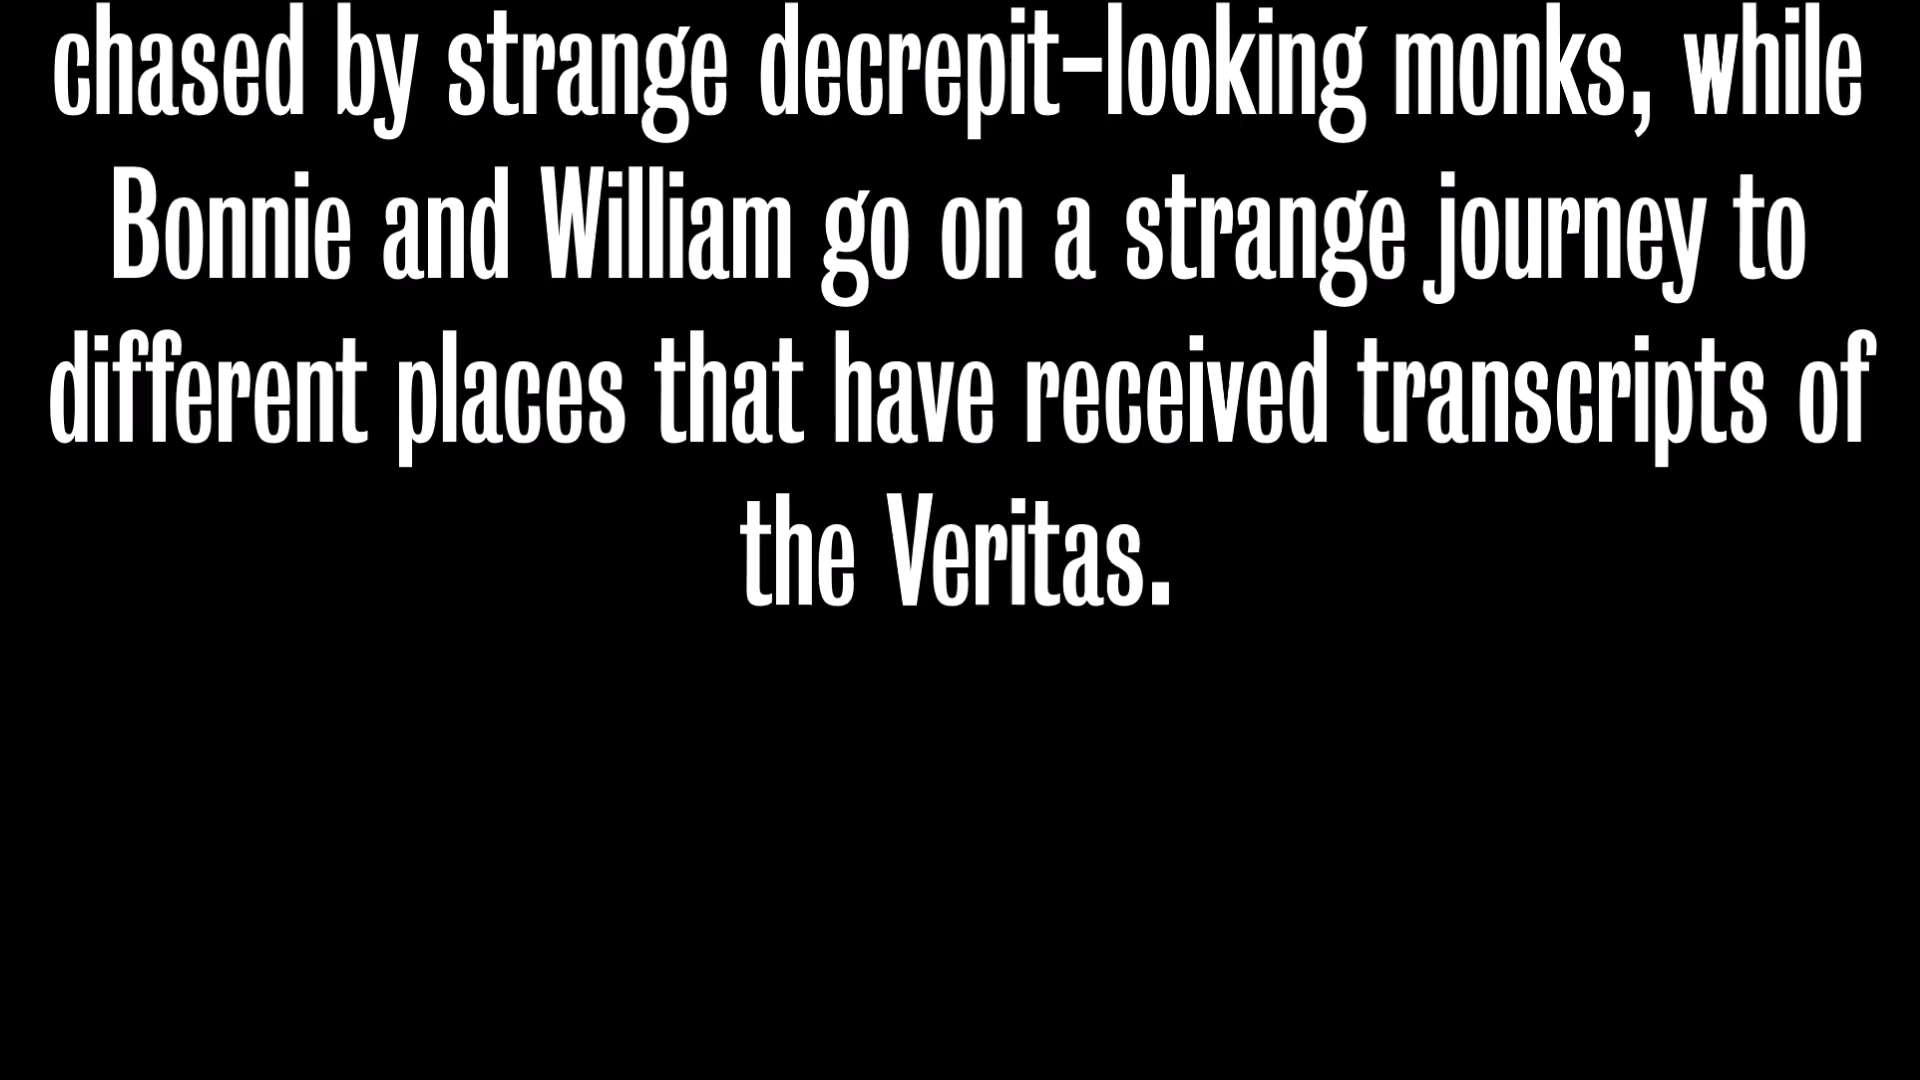 chased by strange decrepit-looking monks, while
Bonnie and William go on a strange journey to
different places that have received transcripts of
the Veritas.